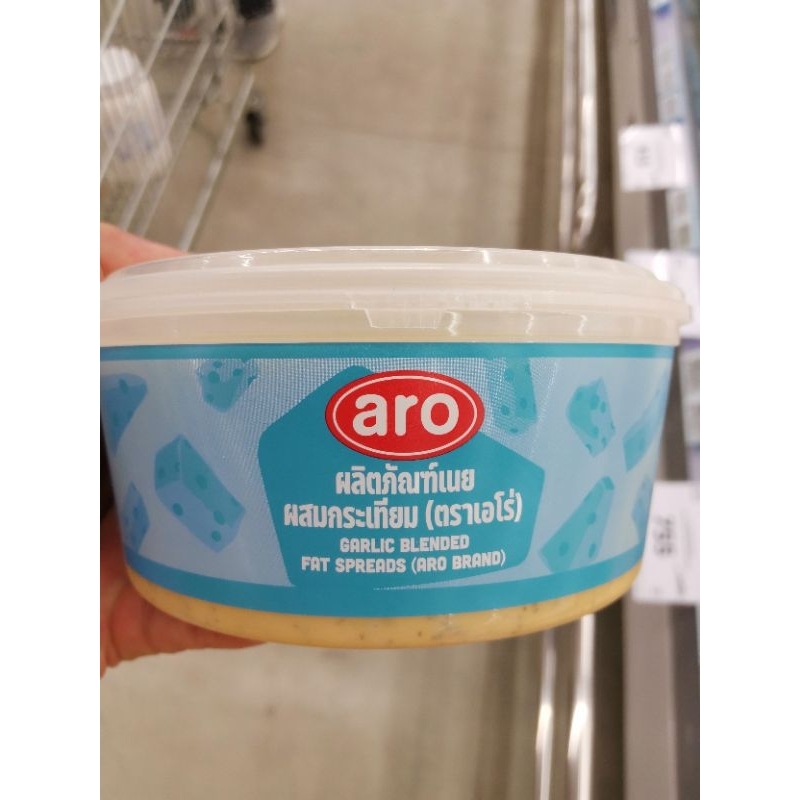 aro
ผลิตภัณฑ์เนย
ผสมกระเทียม (ตราเอโร่)
GARLIC BLENDED
FAT SPREADS (ARO BRAND)